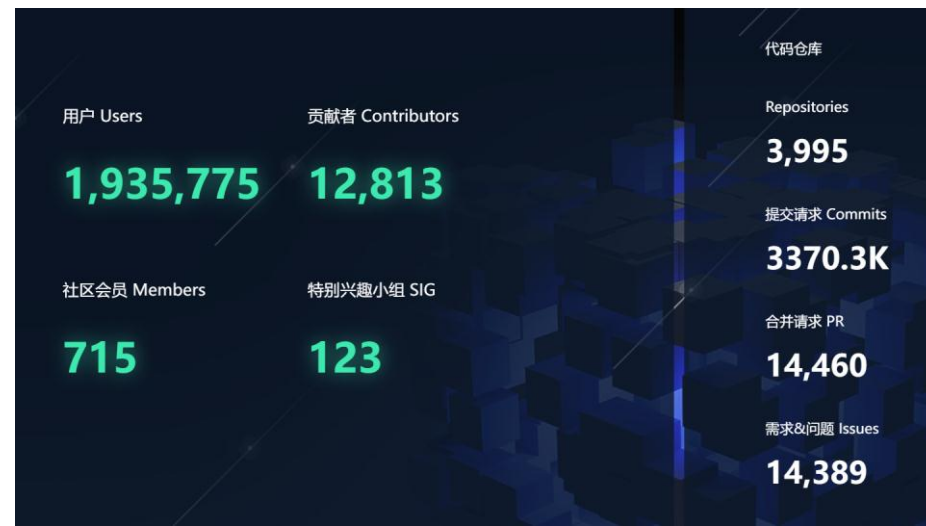 用户 Users
1,935,775
贡献者 Contributors
12,813
社区会员 Members
715
特别兴趣小组 SIG
123
代码仓库
Repositories
3,995
提交请求 Commits
3370.3K
合并请求 PR
14,460
需求&问题 Issues
14,389